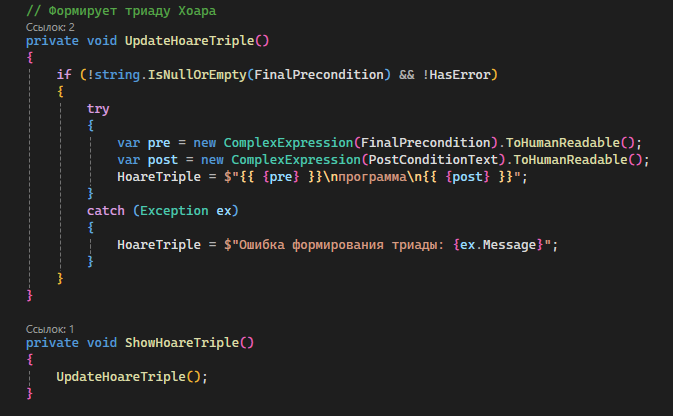 // Формирует триаду Хоара
Ссылок: 2
private void UpdateHoareTriple()
{
if (!string.IsNullOrEmpty(FinalPrecondition) && !HasError)
{
try
{
var pre = new ComplexExpression(FinalPrecondition).ToHumanReadable();
var post = new ComplexExpression(PostConditionText).ToHumanReadable();
HoareTriple = $"{{ {pre} }}\nпрограмма\n{{ {post} }}";
}
catch (Exception ex)
{
HoareTriple = $"Ошибка формирования триады: {ex.Message}";
}
}
}
Ссылок: 1
private void ShowHoareTriple()
{
UpdateHoareTriple();
}